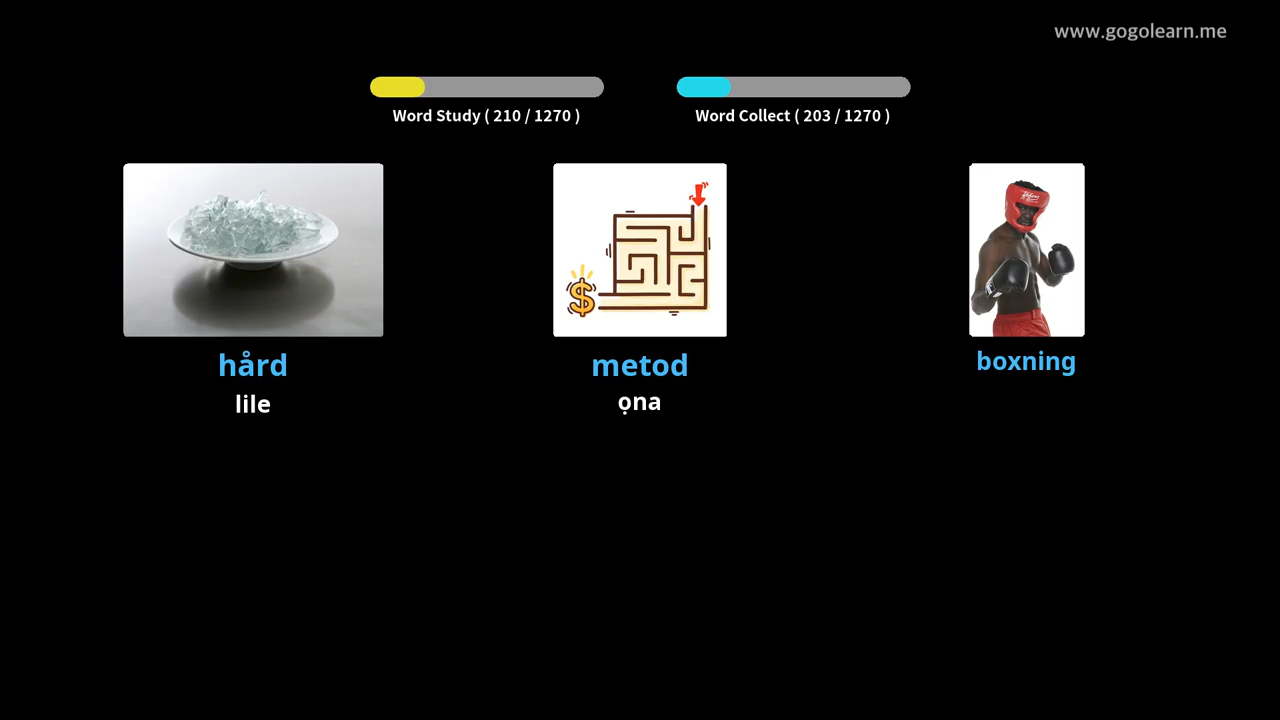 www.gogolearn.me
Word Study ( 210 / 1270 )
Word Collect ( 203 / 1270 )
hård
lile
metod
ọna
boxning